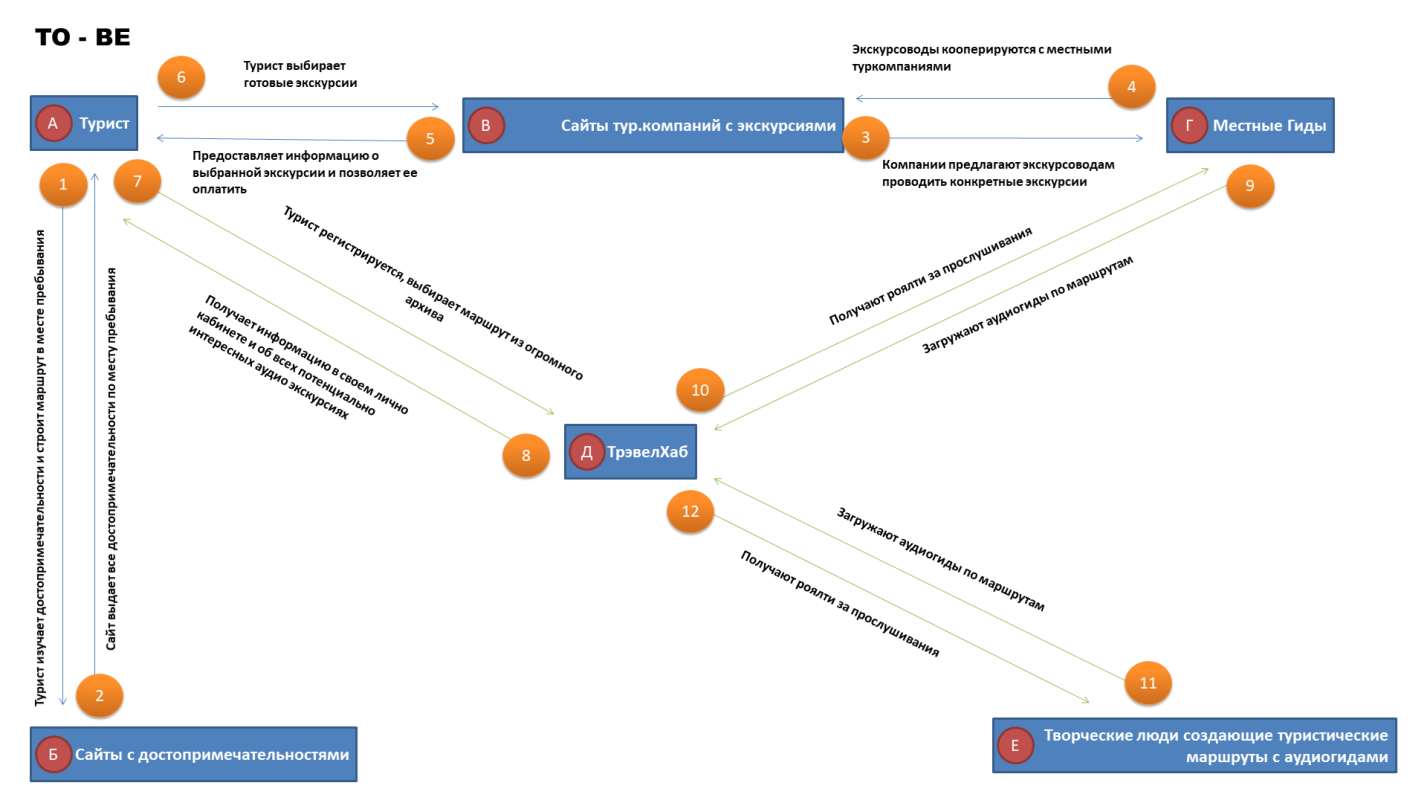 TO - BE
6
Турист выбирает
готовые экскурсии
Экскурсоводы кооперируются с местными
туркомпаниями
4
А Турист
В Сайты тур.компаний с экскурсиями
Г Местные Гиды
5
3
Предоставляет информацию о
выбранной экскурсии и позволяет ее
оплатить
Компании предлагают экскурсоводам
проводить конкретные экскурсии
1
7
9
Турист изучает достопримечательности и строит маршрут в месте пребывания
Сайт выдает все достопримечательности по месту пребывания
Турист регистрируется, выбирает маршрут из огромного
архива
Получает информацию в своем лично
кабинете и об всех потенциально
интересных аудио экскурсиях
Получают роялти за прослушивания
Загружают аудиогиды по маршрутам
10
8
Д ТрэвелХаб
12
Загружают аудиогиды по маршрутам
Получают роялти за прослушивания
11
2
Б Сайты с достопримечательностями
Е Творческие люди создающие туристические
маршруты с аудиогидами